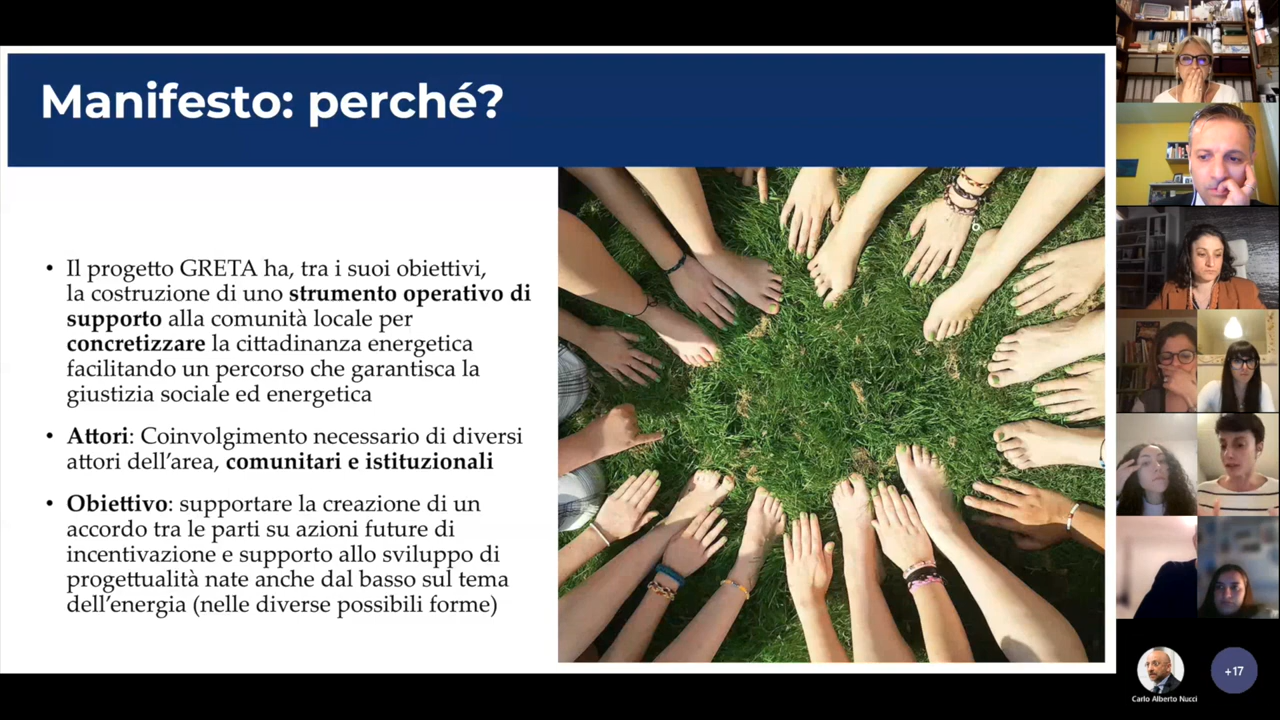 Manifesto: perché?
• Il progetto GRETA ha, tra i suoi obiettivi,
la costruzione di uno strumento operativo di
supporto alla comunità locale per
concretizzare la cittadinanza energetica
facilitando un percorso che garantisca la
giustizia sociale ed energetica
• Attori: Coinvolgimento necessario di diversi
attori dell'area, comunitari e istituzionali
• Obiettivo: supportare la creazione di un
accordo tra le parti su azioni future di
incentivazione e supporto allo sviluppo di
progettualità nate anche dal basso sul tema
dell'energia (nelle diverse possibili forme)
Carlo Alberto Nucci
+17